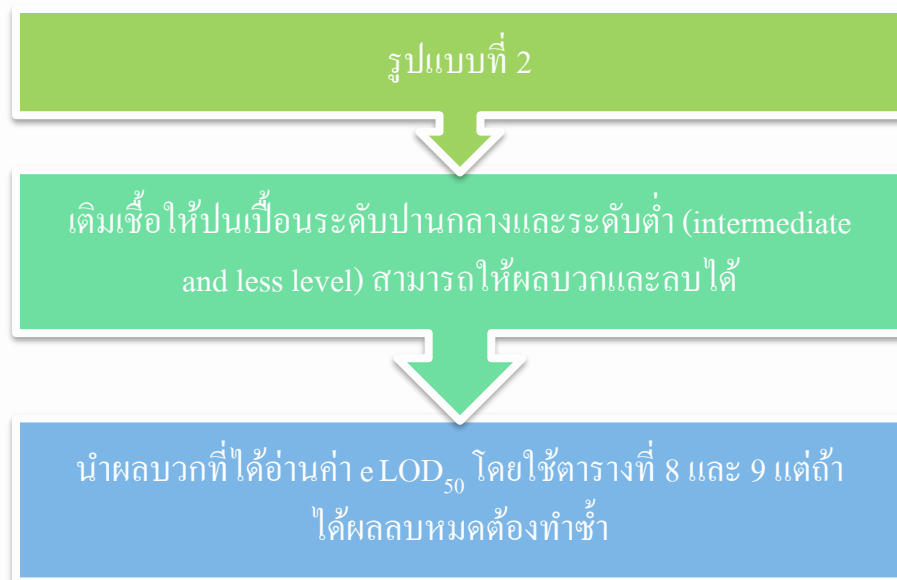 รูปแบบที่ 2
เติมเชื้อให้ปนเปื้อนระดับปานกลางและระดับต่ำ (intermediate
and less level) สามารถให้ผลบวกและลบได้
นำผลบวกที่ได้อ่านค่า e LOD50 โดยใช้ตารางที่ 8 และ 9 แต่ถ้า
ได้ผลลบหมดต้องทำซ้ำ